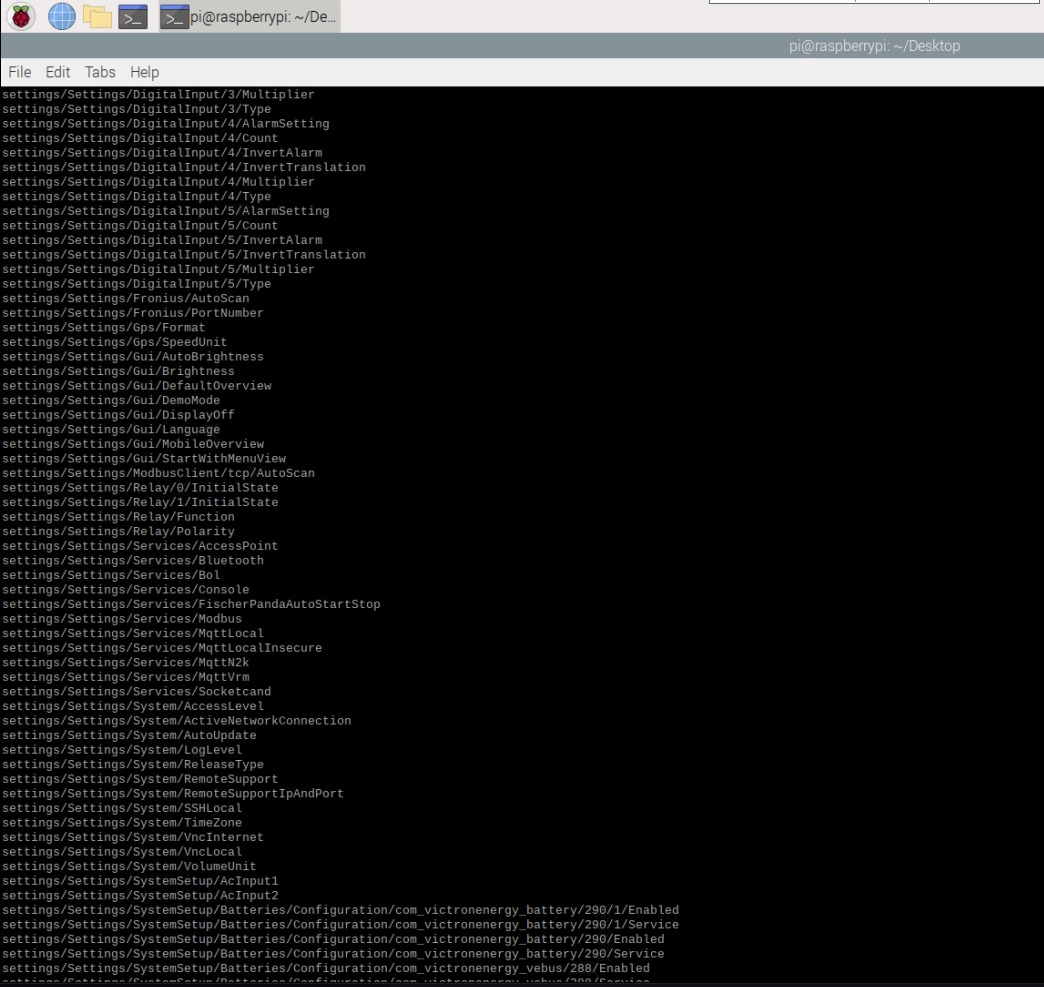 pi@raspberrypi: ~/De...
pi@raspberrypi: ~/Desktop
File Edit Tabs Help
settings/Settings/DigitalInput/3/Multiplier
settings/Settings/DigitalInput/3/Type
settings/Settings/DigitalInput/4/AlarmSetting
settings/Settings/DigitalInput/4/Count
settings/Settings/DigitalInput/4/InvertAlarm
settings/Settings/DigitalInput/4/InvertTranslation
settings/Settings/DigitalInput/4/Multiplier
settings/Settings/DigitalInput/4/Type
settings/Settings/DigitalInput/5/AlarmSetting
settings/Settings/DigitalInput/5/Count
settings/Settings/DigitalInput/5/InvertAlarm
settings/Settings/DigitalInput/5/InvertTranslation
settings/Settings/DigitalInput/5/Multiplier
settings/Settings/DigitalInput/5/Type
settings/Settings/Fronius/AutoScan
settings/Settings/Fronius/PortNumber
settings/Settings/Gps/Format
settings/Settings/Gps/SpeedUnit
settings/Settings/Gui/AutoBrightness
settings/Settings/Gui/Brightness
settings/Settings/Gui/DefaultOverview
settings/Settings/Gui/DemoMode
settings/Settings/Gui/DisplayOff
settings/Settings/Gui/Language
settings/Settings/Gui/MobileOverview
settings/Settings/Gui/StartWithMenuView
settings/Settings/ModbusClient/tcp/AutoScan
settings/Settings/Relay/0/InitialState
settings/Settings/Relay/1/InitialState
settings/Settings/Relay/Function
settings/Settings/Relay/Polarity
settings/Settings/Services/AccessPoint
settings/Settings/Services/Bluetooth
settings/Settings/Services/Bol
settings/Settings/Services/Console
settings/Settings/Services/FischerPandaAutoStartStop
settings/Settings/Services/Modbus
settings/Settings/Services/MqttLocal
settings/Settings/Services/MqttLocalInsecure
settings/Settings/Services/MqttN2k
settings/Settings/Services/MqttVrm
settings/Settings/Services/Socketcand
settings/Settings/System/AccessLevel
settings/Settings/System/ActiveNetworkConnection
settings/Settings/System/AutoUpdate
settings/Settings/System/LogLevel
settings/Settings/System/ReleaseType
settings/Settings/System/RemoteSupport
settings/Settings/System/RemoteSupportIpAndPort
settings/Settings/System/SSHLocal
settings/Settings/System/TimeZone
settings/Settings/System/VncInternet
settings/Settings/System/VncLocal
settings/Settings/System/VolumeUnit
settings/Settings/SystemSetup/AcInput1
settings/Settings/SystemSetup/AcInput2
settings/Settings/SystemSetup/Batteries/Configuration/com_victronenergy_battery/290/1/Enabled
settings/Settings/SystemSetup/Batteries/Configuration/com_victronenergy_battery/290/1/Service
settings/Settings/SystemSetup/Batteries/Configuration/com_victronenergy_battery/290/Enabled
settings/Settings/SystemSetup/Batteries/Configuration/com_victronenergy_battery/290/Service
settings/Settings/SystemSetup/Batteries/Configuration/com_victronenergy_vebus/288/Enabled
settings/Settings/SystemSetup/Batteries/Configuration/com_victronenergy_vebus/288/Service